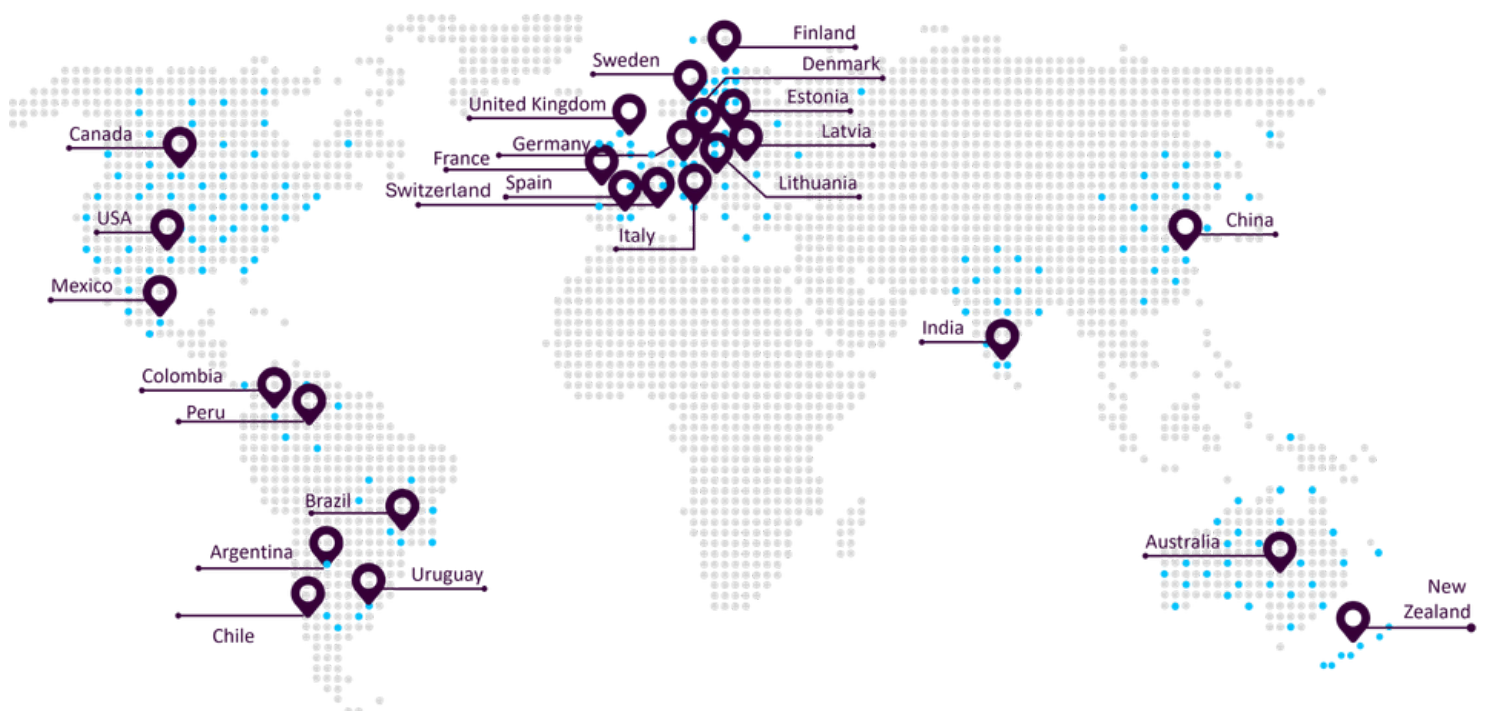 Finland
Sweden
Denmark
United Kingdom
Estonia
Canada
Latvia
Germany
France
Switzerland
Spain
Lithuania
USA
China
Italy
Mexico
India
Colombia
Peru
Brazil
Argentina
Australia
Uruguay
New
Zealand
Chile